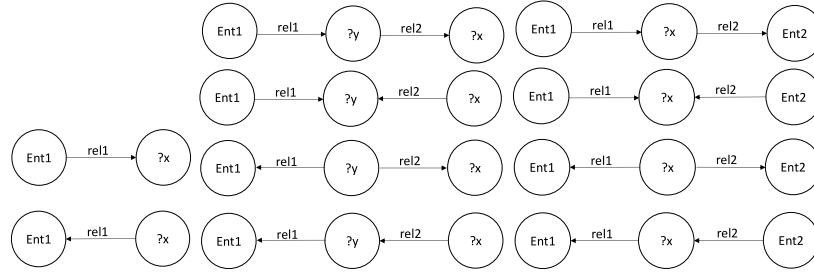 Ent1 rel1 ?y rel2 ?x Ent1 rel1 ?x rel2 Ent2
Ent1 rel1 ?y rel2 ?x Ent1 rel1 ?x rel2 Ent2
Ent1 rel1 ?x Ent1 rel1 ?y rel2 ?x Ent1 rel1 ?x rel2 Ent2
Ent1 rel1 ?x Ent1 rel1 ?y rel2 ?x Ent1 rel1 ?x rel2 Ent2